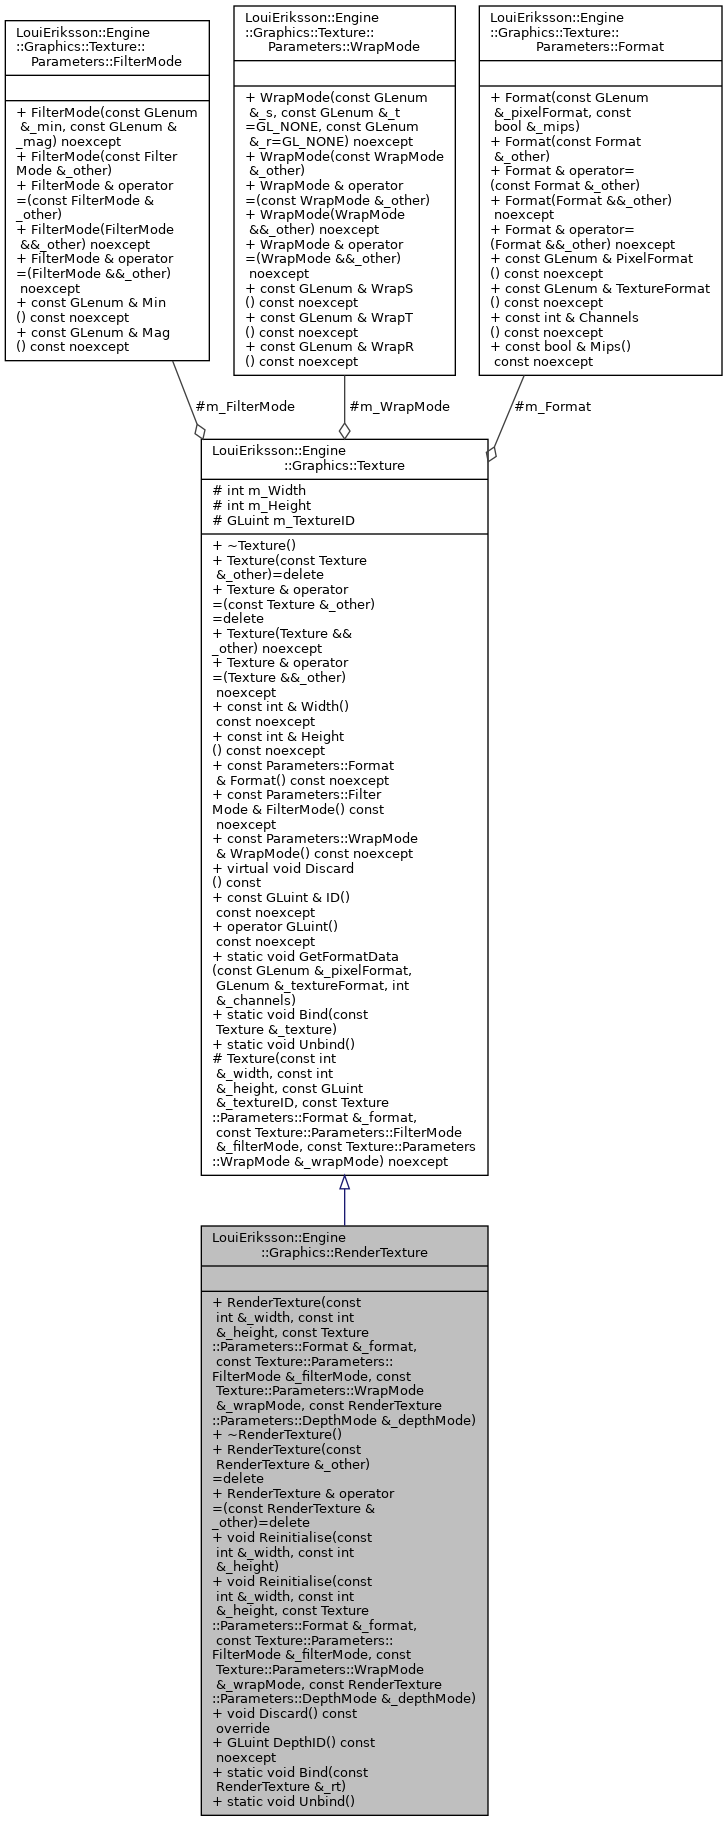 LouiEriksson::Engine
::Graphics::Texture::
Parameters::FilterMode
+ FilterMode(const GLenum
&_min, const GLenum &
_mag) noexcept
+ FilterMode(const Filter
Mode &_other)
+ FilterMode & operator
=(const FilterMode &
_other)
+ FilterMode(FilterMode
&&_other) noexcept
+ FilterMode & operator
=(FilterMode &&_other)
noexcept
+ const GLenum & Min
() const noexcept
+ const GLenum & Mag
() const noexcept
LouiEriksson::Engine
::Graphics::Texture::
Parameters::WrapMode
+ WrapMode(const GLenum
&_s, const GLenum &_t
=GL_NONE, const GLenum
&_r=GL_NONE) noexcept
+ WrapMode(const WrapMode
&_other)
+ WrapMode & operator
=(const WrapMode &_other)
+ WrapMode(WrapMode
&&_other) noexcept
+ WrapMode & operator
=(WrapMode &&_other)
noexcept
+ const GLenum & WrapS
() const noexcept
+ const GLenum & WrapT
() const noexcept
+ const GLenum & WrapR
() const noexcept
LouiEriksson::Engine
::Graphics::Texture::
Parameters::Format
+ Format(const GLenum
&_pixelFormat, const
bool &_mips)
+ Format(const Format
&_other)
+ Format & operator=
(const Format &_other)
+ Format(Format &&_other)
noexcept
+ Format & operator=
(Format &&_other) noexcept
+ const GLenum & PixelFormat
() const noexcept
+ const GLenum & TextureFormat
() const noexcept
+ const int & Channels
() const noexcept
+ const bool & Mips()
const noexcept
#m_FilterMode
#m_WrapMode
#m_Format
LouiEriksson::Engine
::Graphics::Texture
# int m_Width
# int m_Height
# GLuint m_TextureID
+ ~Texture()
+ Texture(const Texture
&_other)=delete
+ Texture & operator
=(const Texture &_other)
=delete
+ Texture(Texture &&
_other) noexcept
+ Texture & operator
=(Texture &&_other)
noexcept
+ const int & Width()
const noexcept
+ const int & Height
() const noexcept
+ const Parameters::Format
& Format() const noexcept
+ const Parameters::Filter
Mode & FilterMode() const
noexcept
+ const Parameters::WrapMode
& WrapMode() const noexcept
+ virtual void Discard
() const
+ const GLuint & ID()
const noexcept
+ operator GLuint()
const noexcept
+ static void GetFormatData
(const GLenum &_pixelFormat,
GLenum &_textureFormat, int
&_channels)
+ static void Bind(const
Texture &_texture)
+ static void Unbind()
# Texture(const int
&_width, const int
&_height, const GLuint
&_textureID, const Texture
::Parameters::Format &_format,
const Texture::Parameters::FilterMode
&_filterMode, const Texture::Parameters
::WrapMode &_wrapMode) noexcept
LouiEriksson::Engine
::Graphics::RenderTexture
+ RenderTexture(const
int &_width, const int
&_height, const Texture
::Parameters::Format &_format,
const Texture::Parameters::
FilterMode &_filterMode, const
Texture::Parameters::WrapMode
&_wrapMode, const RenderTexture
::Parameters::DepthMode &_depthMode)
+ ~RenderTexture()
+ RenderTexture(const
RenderTexture &_other)
=delete
+ RenderTexture & operator
=(const RenderTexture &
_other)=delete
+ void Reinitialise(const
int &_width, const int
&_height)
+ void Reinitialise(const
int &_width, const int
&_height, const Texture
::Parameters::Format &_format,
const Texture::Parameters::
FilterMode &_filterMode, const
Texture::Parameters::WrapMode
&_wrapMode, const RenderTexture
::Parameters::DepthMode &_depthMode)
+ void Discard() const
override
+ GLuint DepthID() const
noexcept
+ static void Bind(const
RenderTexture &_rt)
+ static void Unbind()